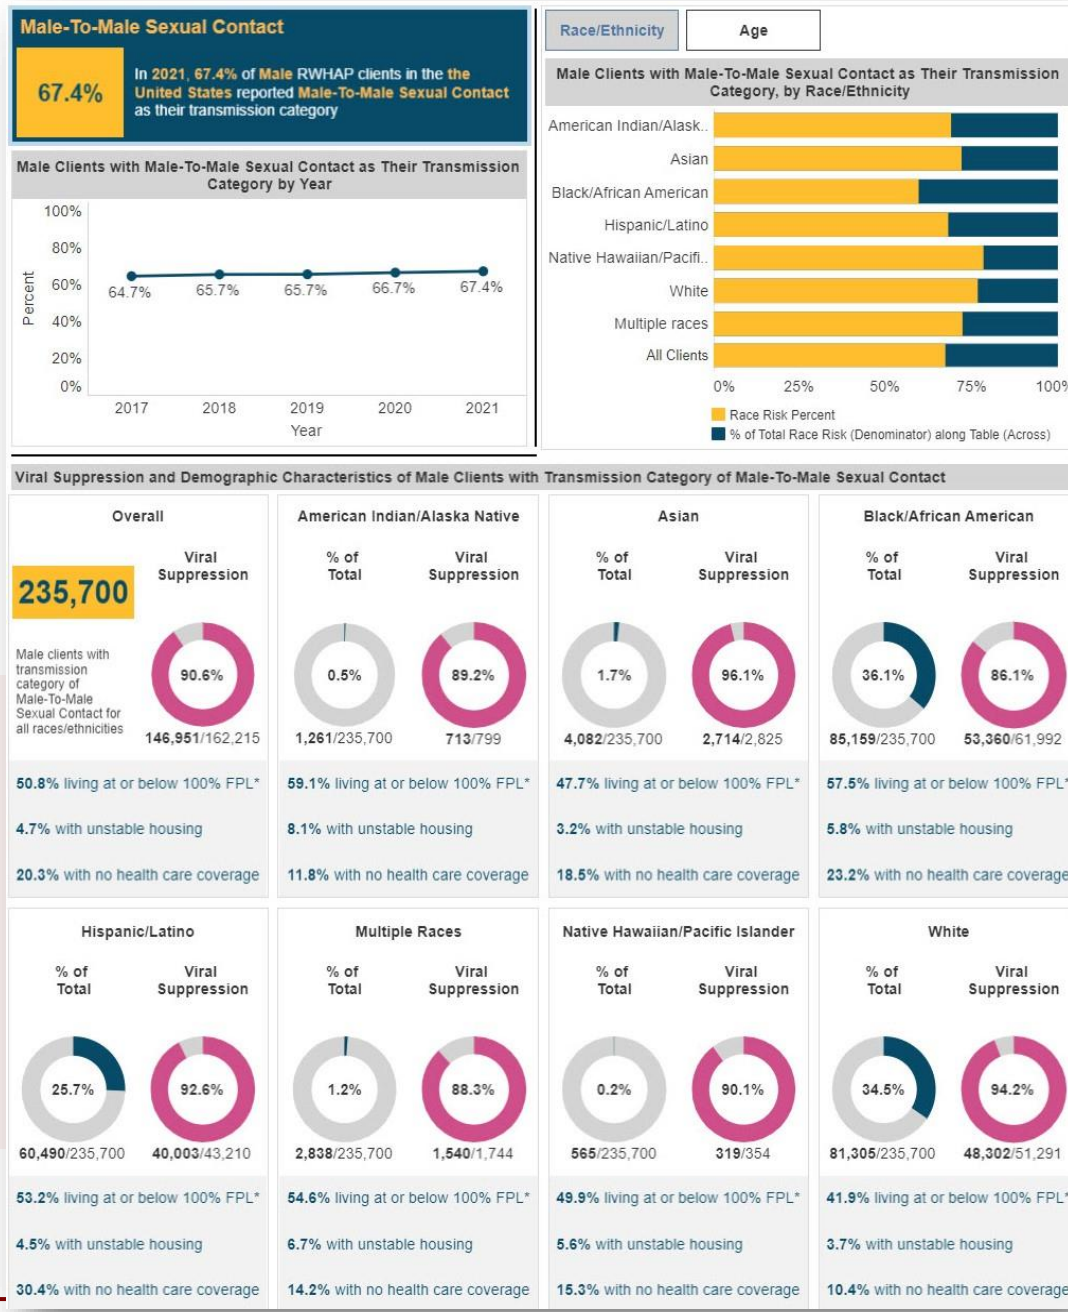 Male-To-Male Sexual Contact
67.4%
In 2021, 67.4% of Male RWHAP clients in the the
United States reported Male-To-Male Sexual Contact
as their transmission category
Male Clients with Male-To-Male Sexual Contact as Their Transmission
Category by Year
100%
80%
60%
40%
20%
0%
Percent
64.7%
65.7%
65.7%
66.7%
67.4%
2017
2018
2019
2020
2021
Year
Race/Ethnicity
Age
Male Clients with Male-To-Male Sexual Contact as Their Transmission
Category, by Race/Ethnicity
American Indian/Alask..
Asian
Black/African American
Hispanic/Latino
Native Hawaiian/Pacifi..
White
Multiple races
All Clients
0%
25%
50%
75%
100%
Race Risk Percent
% of Total Race Risk (Denominator) along Table (Across)
Viral Suppression and Demographic Characteristics of Male Clients with Transmission Category of Male-To-Male Sexual Contact
Overall
235,700
Male clients with
transmission
category of
Male-To-Male
Sexual Contact for
all races/ethnicities
Viral
Suppression
90.6%
146,951/162,215
50.8% living at or below 100% FPL*
4.7% with unstable housing
20.3% with no health care coverage
American Indian/Alaska Native
% of
Total
0.5%
1,261/235,700
Viral
Suppression
89.2%
713/799
59.1% living at or below 100% FPL*
8.1% with unstable housing
11.8% with no health care coverage
Asian
% of
Total
1.7%
4,082/235,700
Viral
Suppression
96.1%
2,714/2,825
47.7% living at or below 100% FPL*
3.2% with unstable housing
18.5% with no health care coverage
Black/African American
% of
Total
36.1%
85,159/235,700
Viral
Suppression
86.1%
53,360/61,992
57.5% living at or below 100% FPL*
5.8% with unstable housing
23.2% with no health care coverage
Hispanic/Latino
% of
Total
25.7%
60,490/235,700
Viral
Suppression
92.6%
40,003/43,210
53.2% living at or below 100% FPL*
4.5% with unstable housing
30.4% with no health care coverage
Multiple Races
% of
Total
1.2%
2,838/235,700
Viral
Suppression
88.3%
1,540/1,744
54.6% living at or below 100% FPL*
6.7% with unstable housing
14.2% with no health care coverage
Native Hawaiian/Pacific Islander
% of
Total
0.2%
565/235,700
Viral
Suppression
90.1%
319/354
49.9% living at or below 100% FPL*
5.6% with unstable housing
15.3% with no health care coverage
White
% of
Total
34.5%
81,305/235,700
Viral
Suppression
94.2%
48,302/51,291
41.9% living at or below 100% FPL*
3.7% with unstable housing
10.4% with no health care coverage